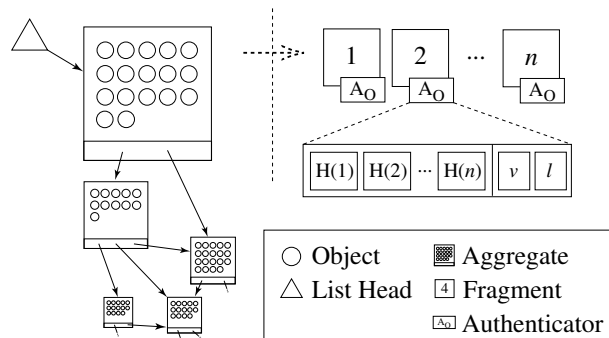 1 2 ... n
A_O A_O A_O
H(1) H(2) ... H(n) v l
Object Aggregate
List Head 4 Fragment
A_O Authenticator